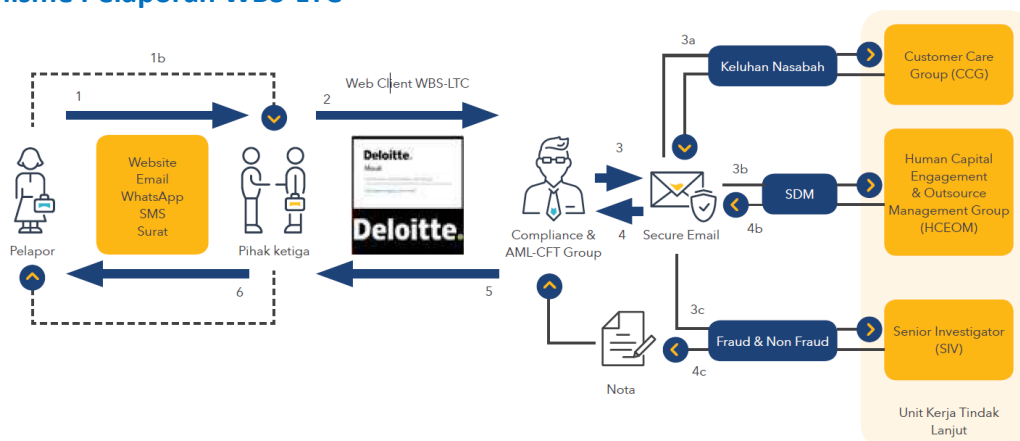 1b
1
2
Web Client WBS-LTC
3a
Keluhan Nasabah
Customer Care
Group (CCG)
Website
Email
WhatsApp
SMS
Surat
Deloitte.
Deloitte.
3
4
3b
SDM
4b
Human Capital
Engagement
& Outsource
Management Group
(HCEOM)
Pelapor
Pihak ketiga
Compliance &
AML-CFT Group
Secure Email
6
5
3c
Fraud & Non Fraud
4c
Senior Investigator
(SIV)
Nota
Unit Kerja Tindak
Lanjut